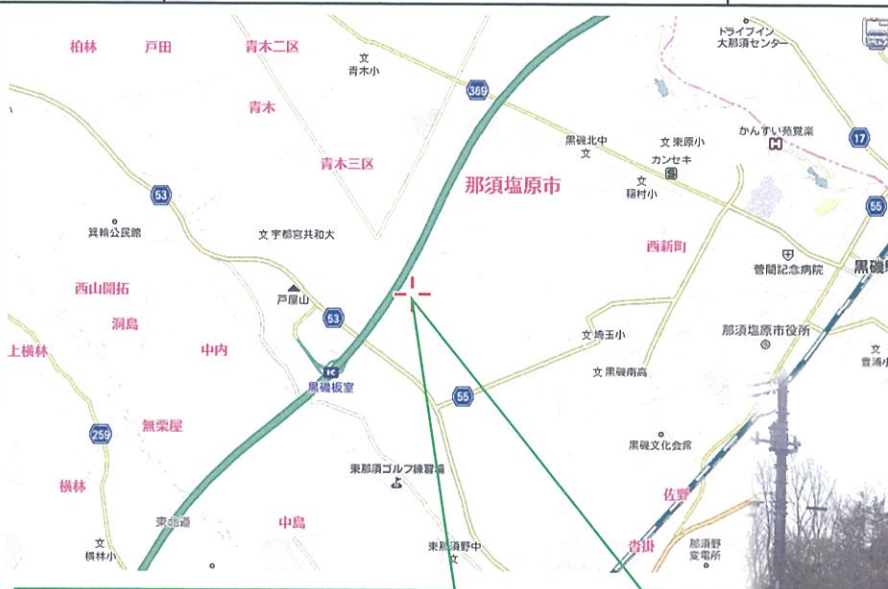 ドライブイン
大那須センター
柏林
戸田
青木二区
文
青木小
369
青木
黒磯北中
文
文 東原小
かんすい苑覚楽
H
17
カンセキ
青木三区
文
稲村小
那須塩原市
53
55
箕輪公民館
文 宇都宮共和大
西新町
菅間記念病院
黒磯
西山開拓
戸屋山
洞島
53
那須塩原市役所
文 埼玉小
上横林
中内
文
豊浦小
IC
黒磯板室
文 黒磯南高
55
無栗屋
259
黒磯文化会館
東那須ゴルフ練習場
横林
佐野
東北道
中島
文
横林小
東那須野中
文
沓掛
那須野
変電所